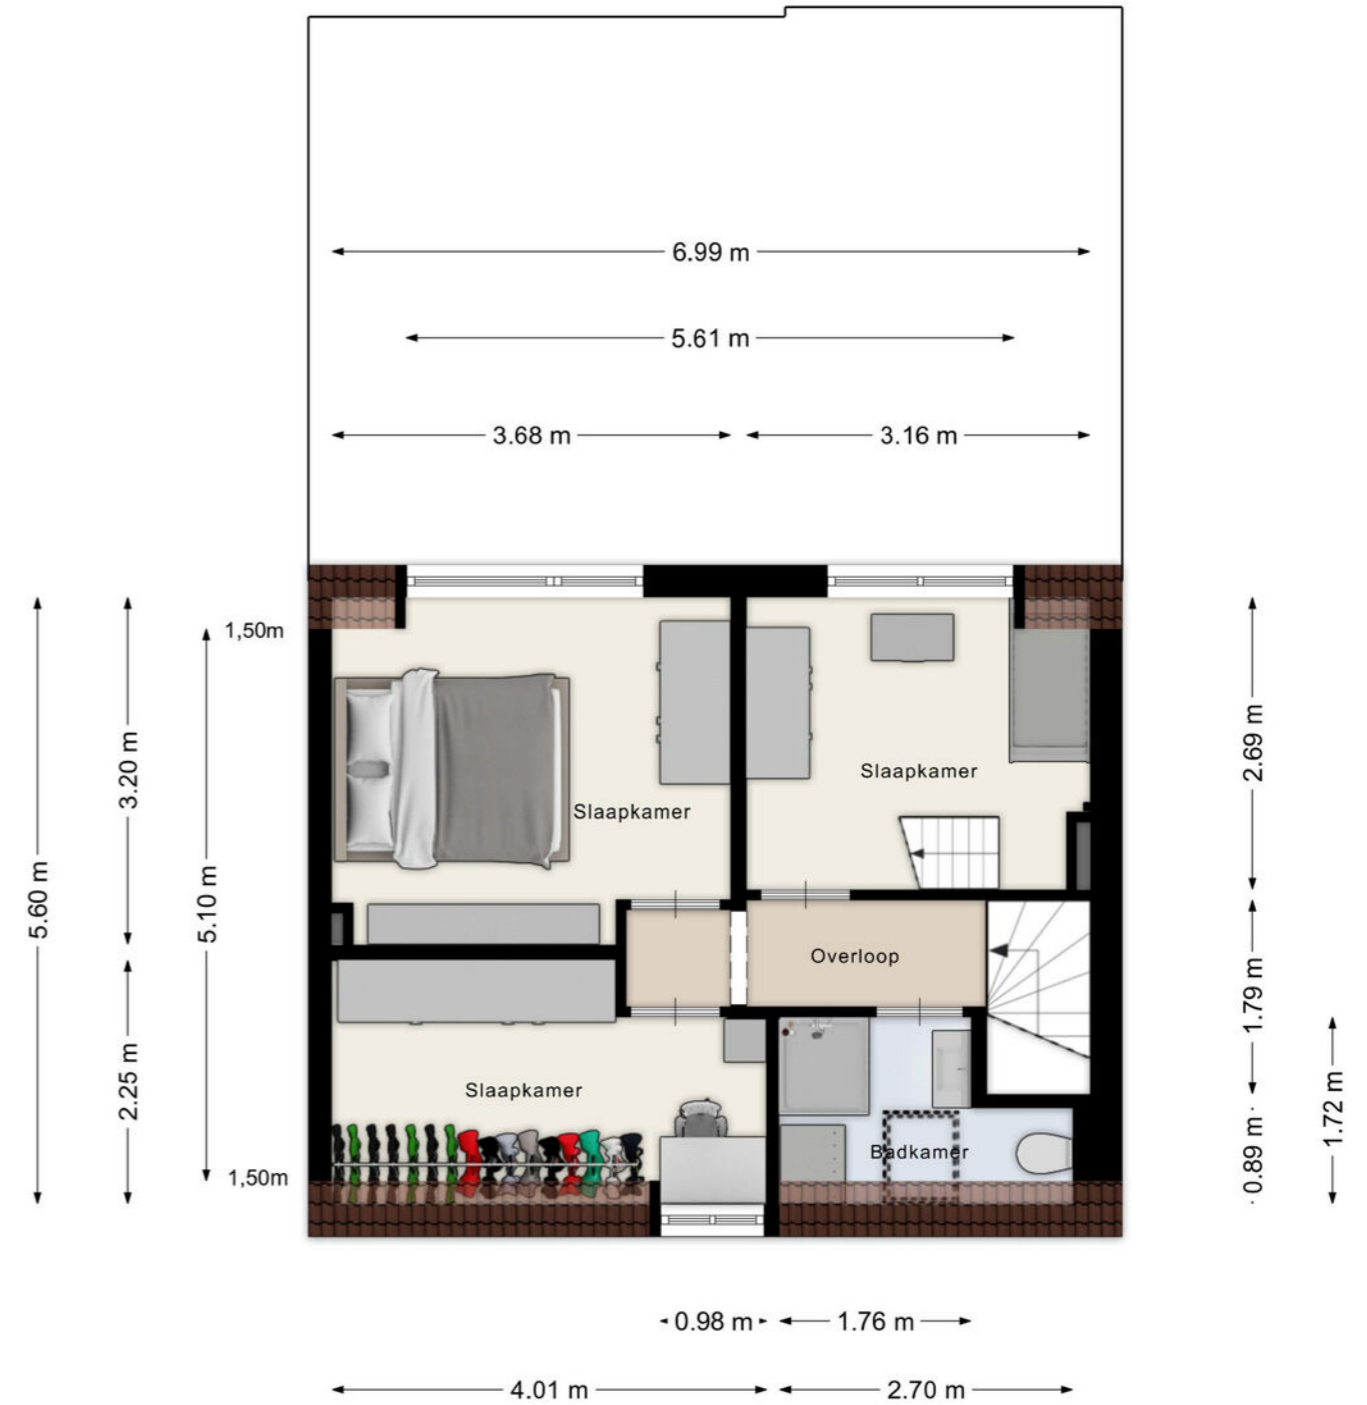 6.99 m
5.61 m
3.68 m
3.16 m
1,50m
3.20 m
2.69 m
Slaapkamer
Slaapkamer
5.60 m
5.10 m
Overloop
1.79 m
2.25 m
Slaapkamer
1.72 m
Badkamer
0.89 m
1,50m
0.98 m
1.76 m
4.01 m
2.70 m